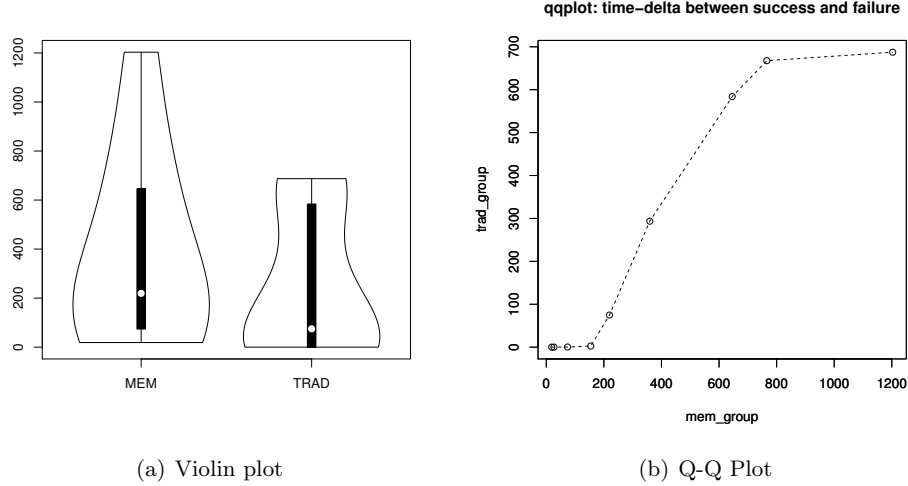 qqplot: time−delta between success and failure
0 200 400 600 800 1000 1200
MEM TRAD
trad_group
0 100 200 300 400 500 600 700
0 200 400 600 800 1000 1200
mem_group
(a) Violin plot
(b) Q-Q Plot